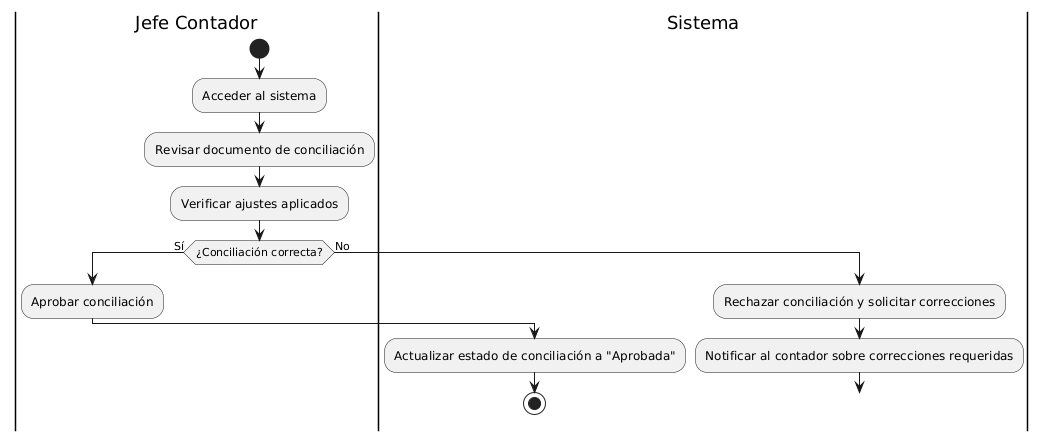 Jefe Contador
Sistema
Acceder al sistema
Revisar documento de conciliación
Verificar ajustes aplicados
Sí
¿Conciliación correcta?
No
Aprobar conciliación
Rechazar conciliación y solicitar correcciones
Actualizar estado de conciliación a "Aprobada"
Notificar al contador sobre correcciones requeridas